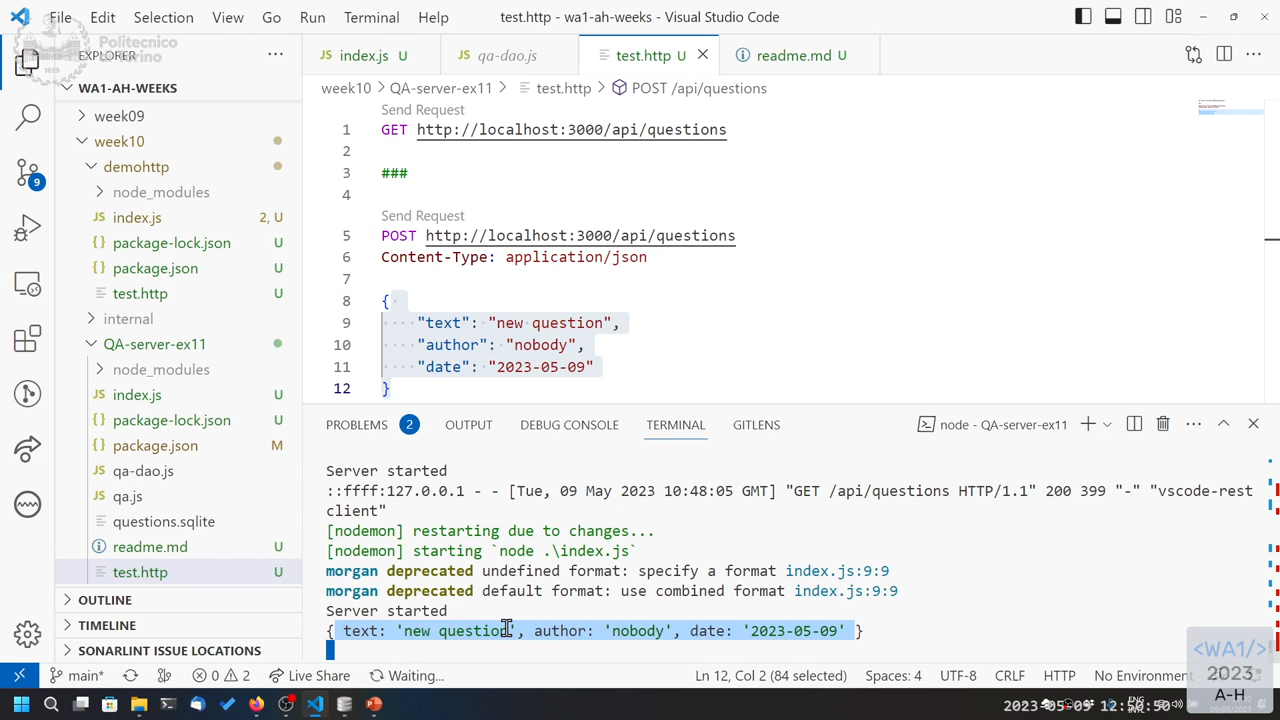 File Edit Selection View Go Run Terminal Help
test.http - wa1-ah-weeks - Visual Studio Code
Politecnico
EXPLORER
index.js U
qa-dao.js
test.http U
readme.md U
WA1-AH-WEEKS
week09
week10
demohttp
node_modules
index.js 2, U
package-lock.json U
package.json U
test.http U
internal
QA-server-ex11
node_modules
index.js U
package-lock.json U
package.json M
qa-dao.js
qa.js
questions.sqlite
readme.md U
test.http U
OUTLINE
TIMELINE
SONARLINT ISSUE LOCATIONS
9
week10 > QA-server-ex11 > test.http > POST /api/questions
Send Request
1 GET http://localhost:3000/api/questions
2
3 ###
4
Send Request
5 POST http://localhost:3000/api/questions
6 Content-Type: application/json
7
8 {
9 "text": "new question",
10 "author": "nobody",
11 "date": "2023-05-09"
12 }
PROBLEMS 2 OUTPUT DEBUG CONSOLE TERMINAL GITLENS
node - QA-server-ex11
Server started
::ffff:127.0.0.1 - - [Tue, 09 May 2023 10:48:05 GMT] "GET /api/questions HTTP/1.1" 200 399 "-" "vscode-rest
client"
[nodemon] restarting due to changes...
[nodemon] starting `node .\index.js`
morgan deprecated undefined format: specify a format index.js:9:9
morgan deprecated default format: use combined format index.js:9:9
Server started
{ text: 'new question', author: 'nobody', date: '2023-05-09' }
main* 0 2 Live Share Waiting... Ln 12, Col 2 (84 selected) Spaces: 4 UTF-8 CRLF HTTP No Environment
<WA1/>
2023
A-H
ENG
2023-05-09 12:50:50